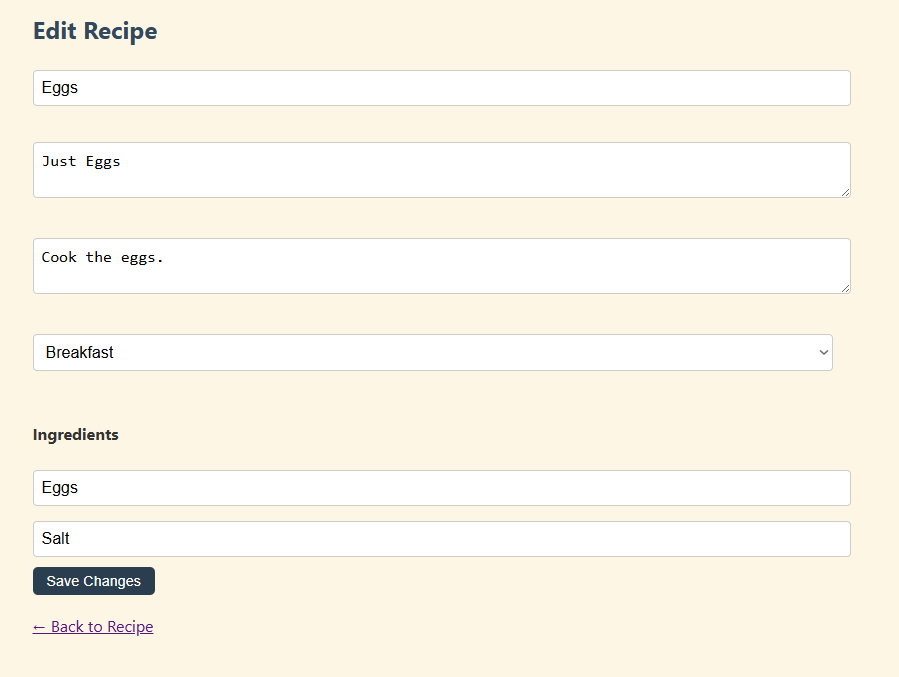 Edit Recipe
Eggs
Just Eggs
Cook the eggs.
Breakfast
Ingredients
Eggs
Salt
Save Changes
← Back to Recipe